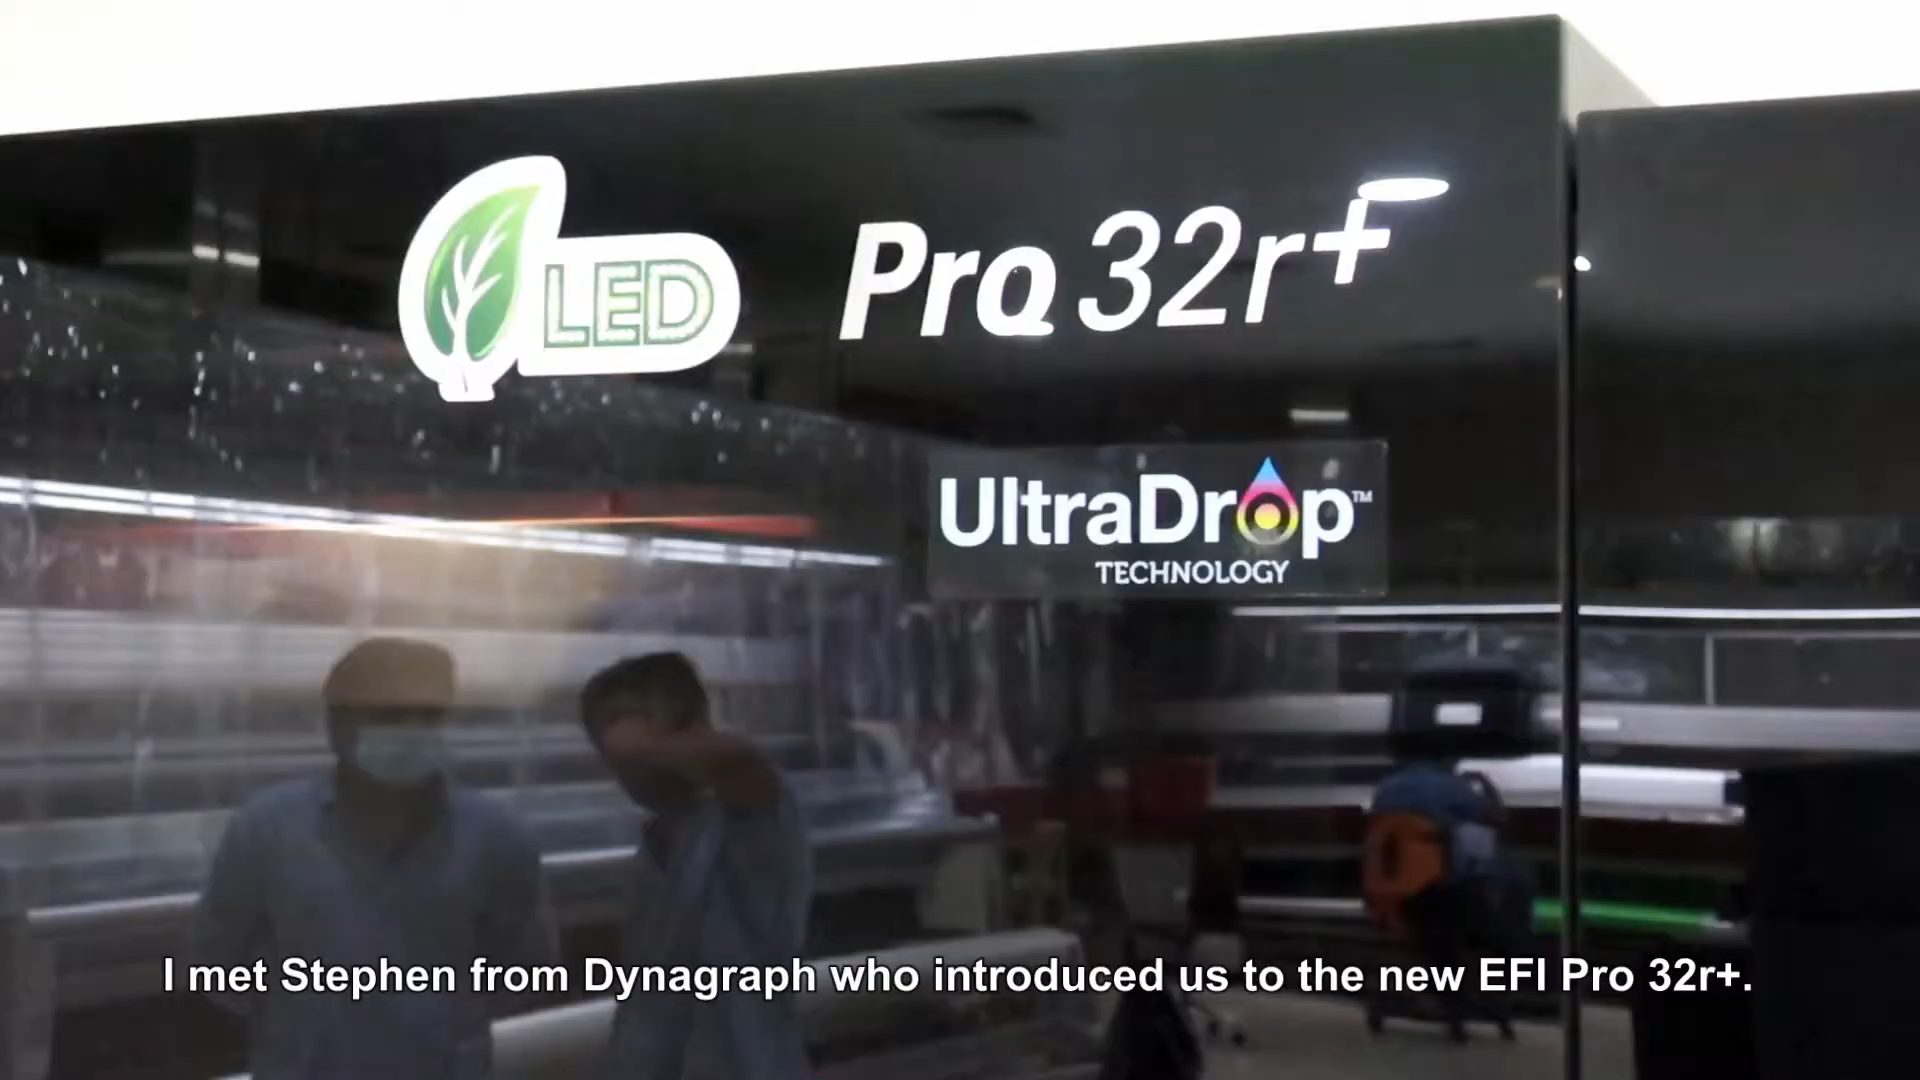 LED
Pro 32r+
UltraDrop™
TECHNOLOGY
I met Stephen from Dynagraph who introduced us to the new EFI Pro 32r+.